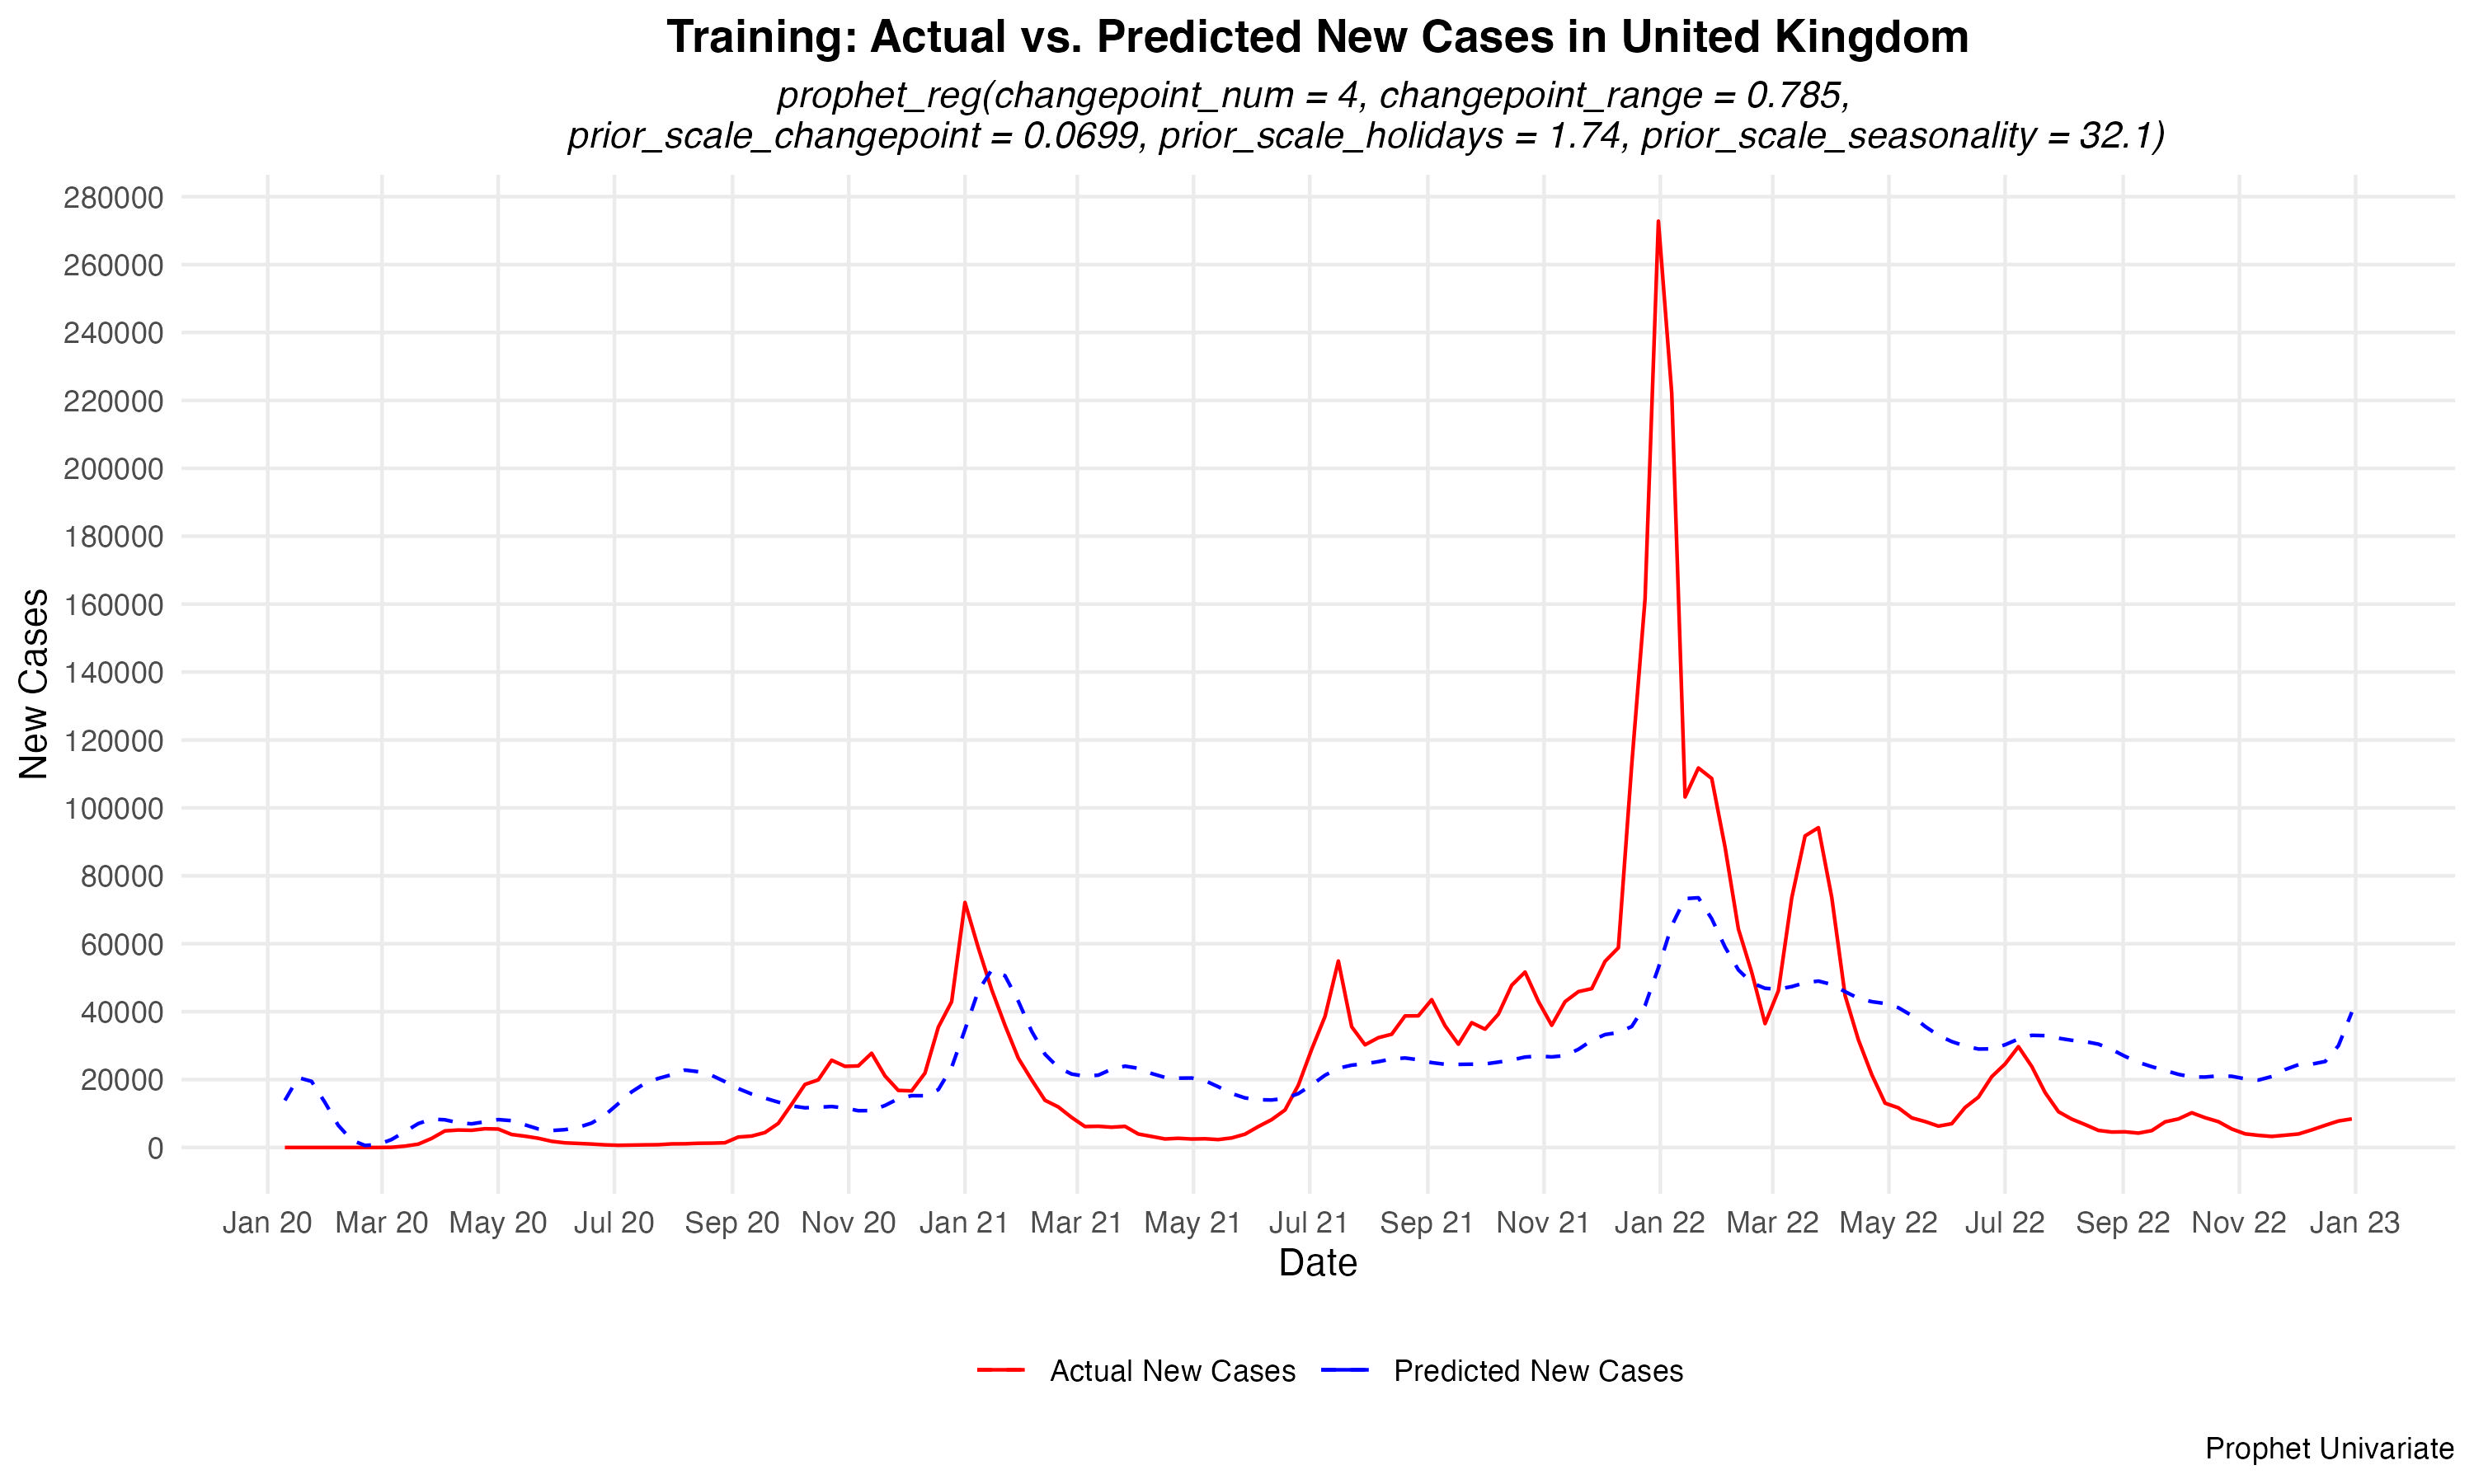 Training: Actual vs. Predicted New Cases in United Kingdom
prophet_reg(changepoint_num = 4, changepoint_range = 0.785,
prior_scale_changepoint = 0.0699, prior_scale_holidays = 1.74, prior_scale_seasonality = 32.1)
280000
260000
240000
220000
200000
180000
160000
140000
120000
100000
80000
60000
40000
20000
0
New Cases
Jan 20 Mar 20 May 20 Jul 20 Sep 20 Nov 20 Jan 21 Mar 21 May 21 Jul 21 Sep 21 Nov 21 Jan 22 Mar 22 May 22 Jul 22 Sep 22 Nov 22 Jan 23
Date
Actual New Cases Predicted New Cases
Prophet Univariate